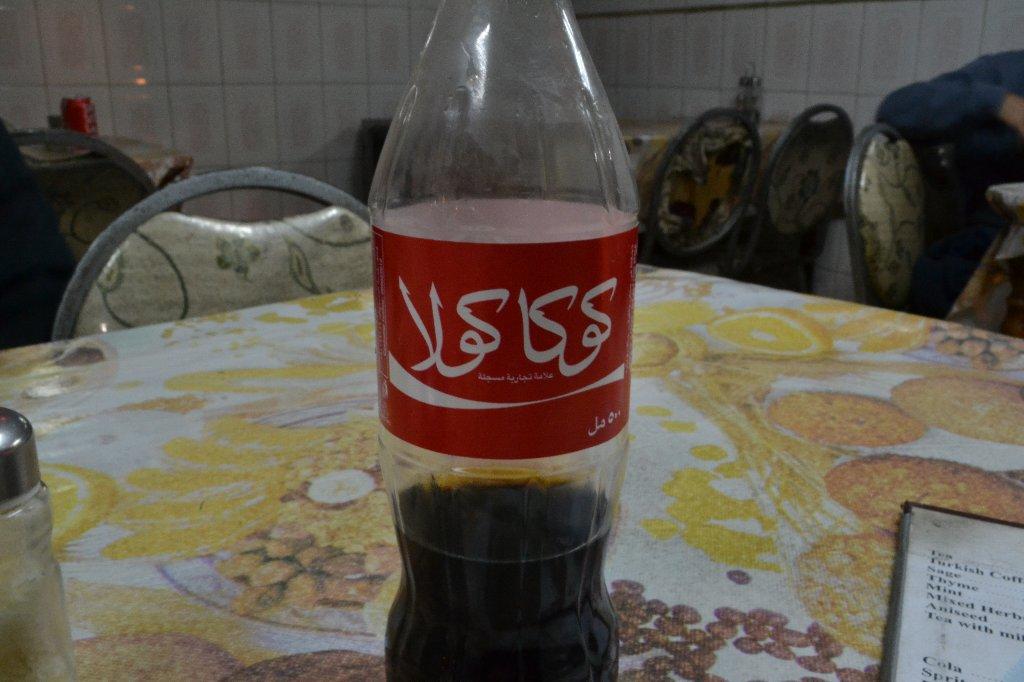 كوكا كولا
علامة تجارية مسجلة
٥٠٠ مل
Tea
Turkish Coff
Sage
Thyme
Mint
Mixed Herb
Aniseed
Tea with mi
Cola
Sprit